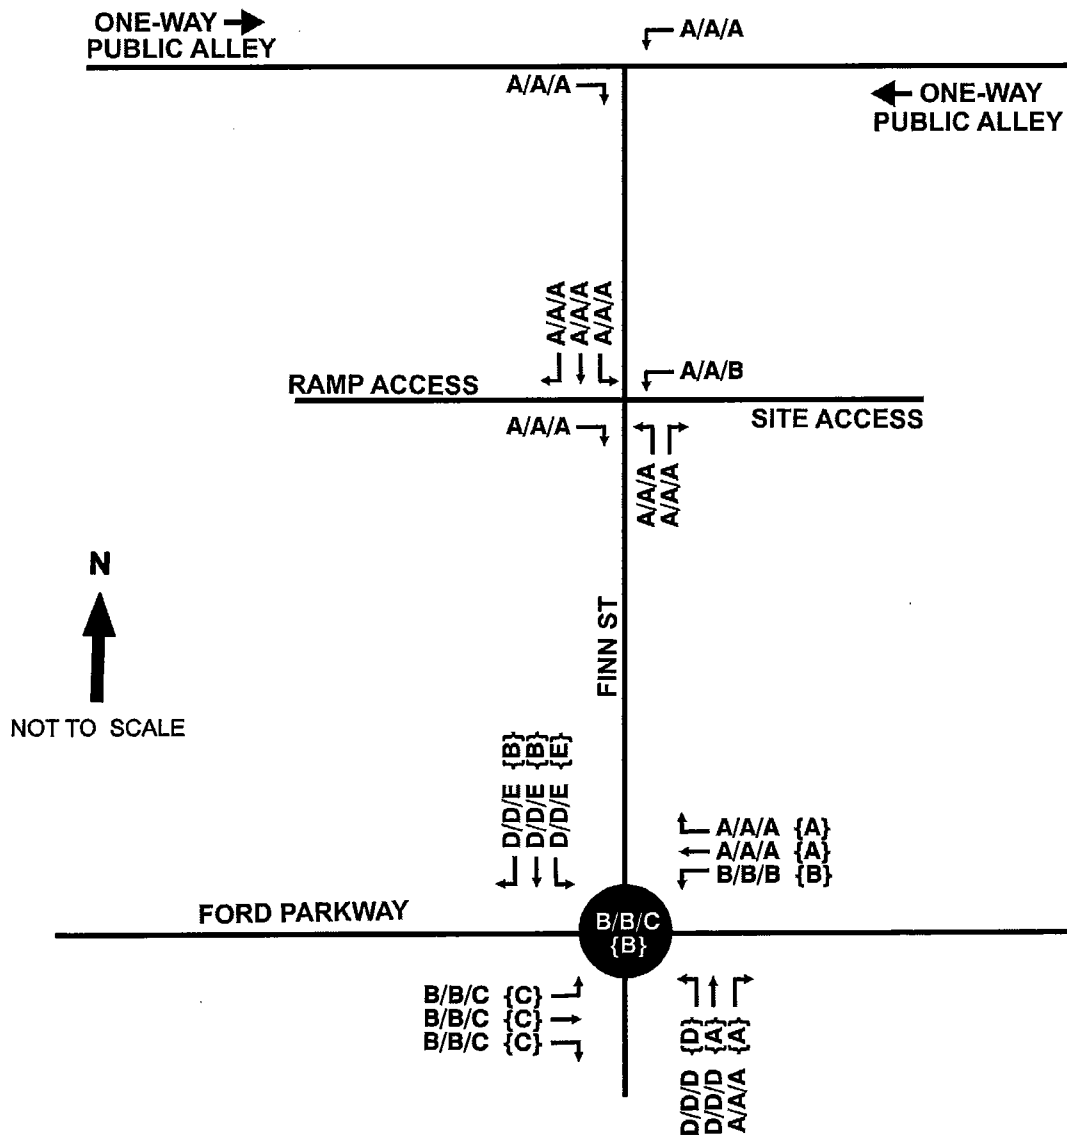 ONE-WAY
PUBLIC ALLEY
A/A/A
A/A/A
ONE-WAY
PUBLIC ALLEY
A/A/A
A/A/A
A/A/A
RAMP ACCESS
A/A/B
SITE ACCESS
A/A/A
A/A/A
A/A/A
N
NOT TO SCALE
FINN ST
D/D/E {B}
D/D/E {B}
D/D/E {E}
A/A/A {A}
A/A/A {A}
B/B/B {B}
FORD PARKWAY
B/B/C
{B}
B/B/C {C}
B/B/C {C}
B/B/C {C}
D/D/D {D}
D/D/D {A}
A/A/A {A}